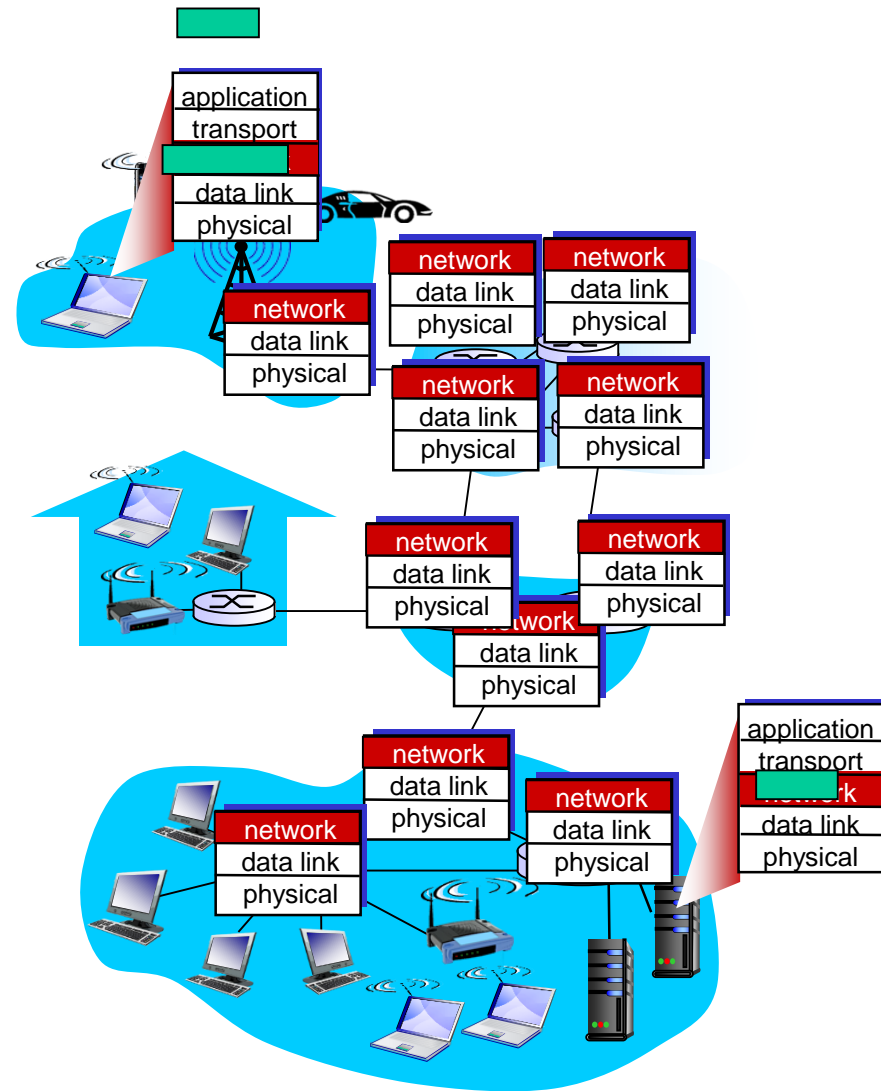 application
transport
data link
physical
network
data link
physical
network
data link
physical
network
data link
physical
network
data link
physical
network
data link
physical
network
data link
physical
network
data link
physical
network
data link
physical
application
transport
data link
physical
network
data link
physical
network
data link
physical
network
data link
physical